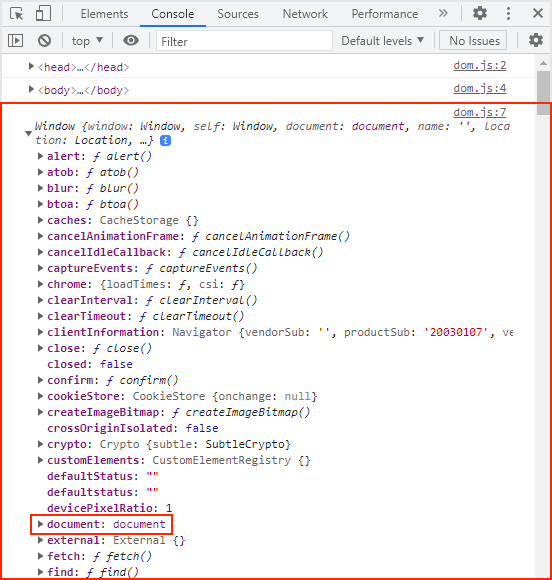 Elements Console Sources Network »
top Filter Default levels No Issues
<head>…</head> dom.js:2
<body>…</body> dom.js:4
dom.js:7
Window {window: Window, self: Window, document: document, name: '', loca
tion: Location, …} i
alert: ƒ alert()
atob: ƒ atob()
blur: ƒ blur()
btoa: ƒ btoa()
caches: CacheStorage {}
cancelAnimationFrame: ƒ cancelAnimationFrame()
cancelIdleCallback: ƒ cancelIdleCallback()
captureEvents: ƒ captureEvents()
chrome: {loadTimes: ƒ, csi: ƒ}
clearInterval: ƒ clearInterval()
clearTimeout: ƒ clearTimeout()
clientInformation: Navigator {vendorSub: '', productSub: '20030107', ve
close: ƒ close()
closed: false
confirm: ƒ confirm()
cookieStore: CookieStore {onchange: null}
createImageBitmap: ƒ createImageBitmap()
crossOriginIsolated: false
crypto: Crypto {subtle: SubtleCrypto}
customElements: CustomElementRegistry {}
defaultStatus: ""
defaultstatus: ""
devicePixelRatio: 1
document: document
external: External {}
fetch: ƒ fetch()
find: ƒ find()